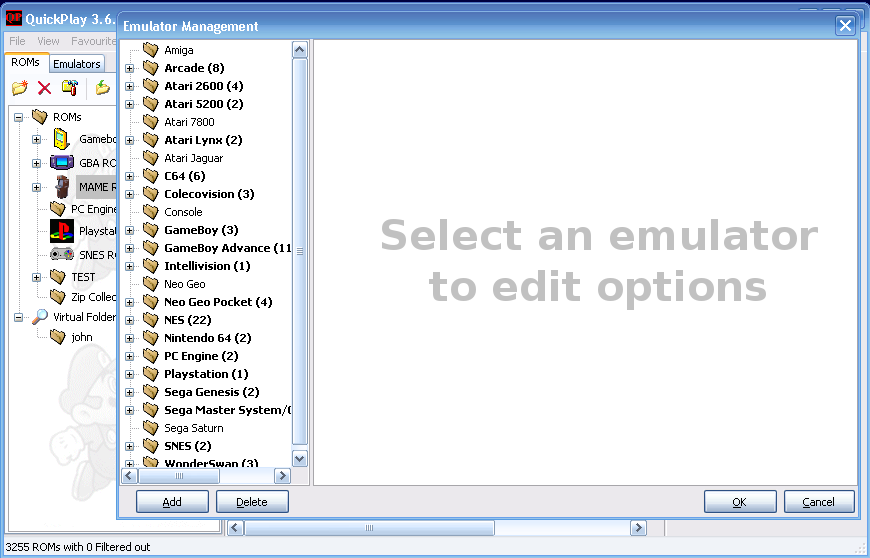 QuickPlay 3.6.
Emulator Management
File View Favourite
ROMs Emulators
ROMs
Gamebo
GBA RO
MAME R
PC Engine
Playstat
SNES RO
TEST
Zip Collec
Virtual Folder
john
Amiga
Arcade (8)
Atari 2600 (4)
Atari 5200 (2)
Atari 7800
Atari Lynx (2)
Atari Jaguar
C64 (6)
Colecovision (3)
Console
GameBoy (3)
GameBoy Advance (11
Intellivision (1)
Neo Geo
Neo Geo Pocket (4)
NES (22)
Nintendo 64 (2)
PC Engine (2)
Playstation (1)
Sega Genesis (2)
Sega Master System/
Sega Saturn
SNES (2)
WonderSwan (3)
Select an emulator
to edit options
Add Delete OK Cancel
3255 ROMs with 0 Filtered out